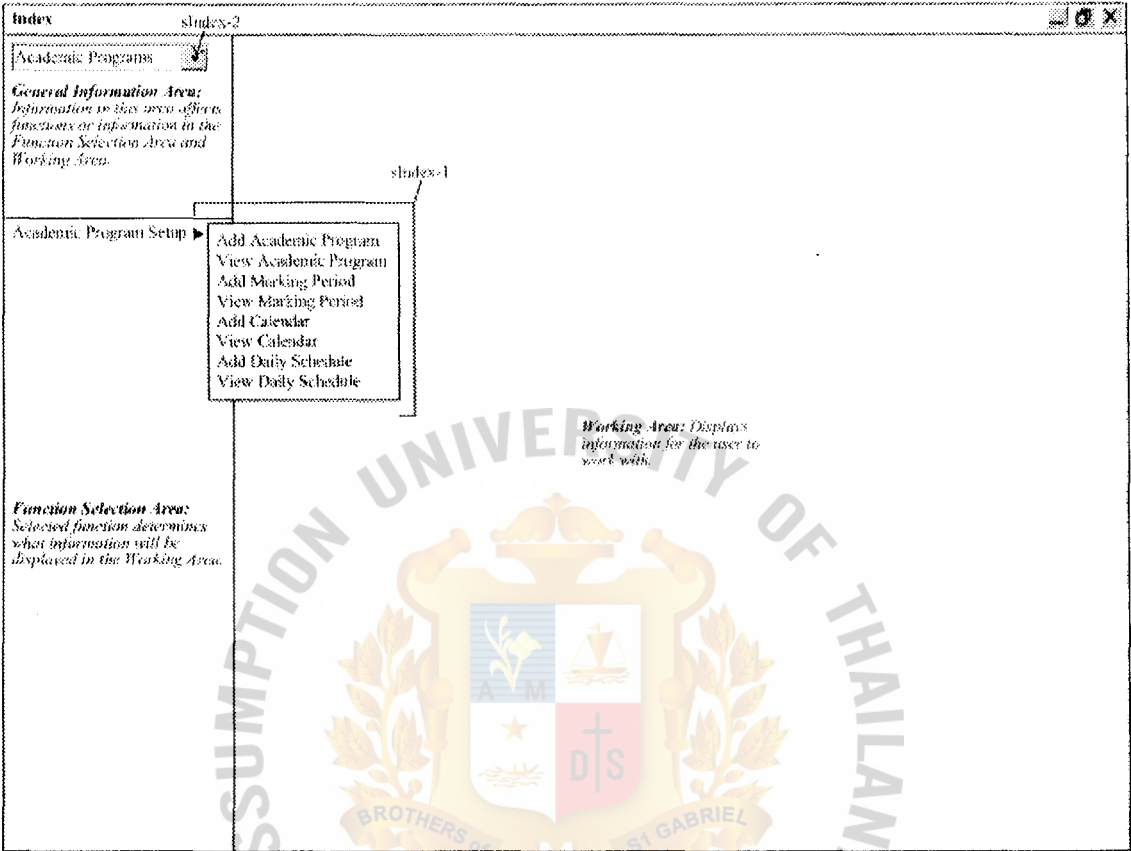 Index
sIndex-2
Academic Programs
General Information Area:
Information in this area affects
functions or information in the
Function Selection Area and
Working Area.
sIndex-1
Academic Program Setup
Add Academic Program
View Academic Program
Add Marking Period
View Marking Period
Add Calendar
View Calendar
Add Daily Schedule
View Daily Schedule
Working Area: Displays
information for the user to
work with.
Function Selection Area:
Selected function determines
what information will be
displayed in the Working Area.
SSUMPTION UNIVERSITY OF THAILAN
A M
D S
BROTHERS OF ST GABRIEL